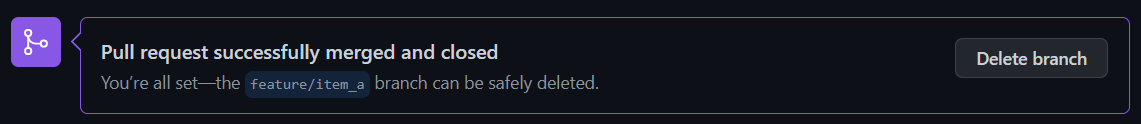 Pull request successfully merged and closed
You’re all set—the feature/item_a branch can be safely deleted.
Delete branch